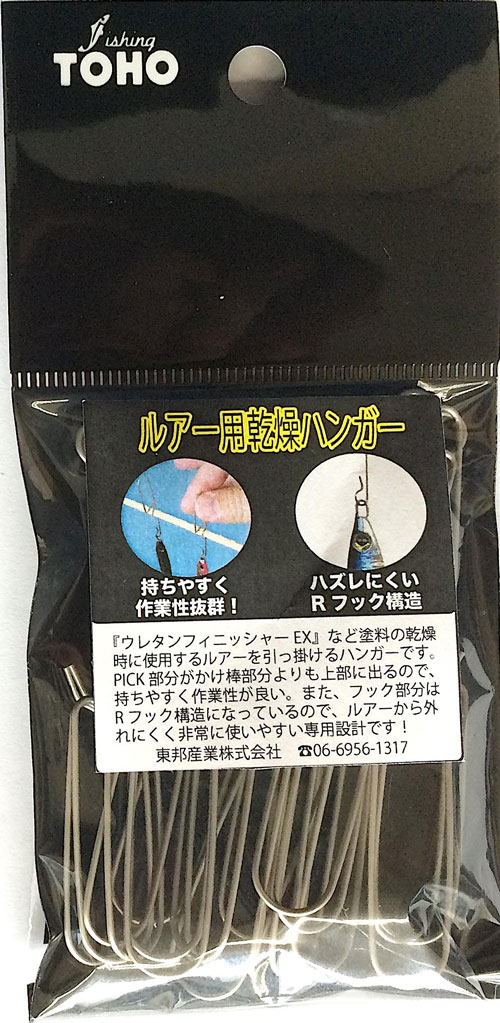 fishing
TOHO
ルアー用乾燥ハンガー
持ちやすく
作業性抜群！
ハズレにくい
Rフック構造
『ウレタンフィニッシャーEX』など塗料の乾燥
時に使用するルアーを引っ掛けるハンガーです。
PICK部分がかけ棒部分よりも上部に出るので、
持ちやすく作業性が良い。また、フック部分は
Rフック構造になっているので、ルアーから外
れにくく非常に使いやすい専用設計です！
東邦産業株式会社 ☎06-6956-1317